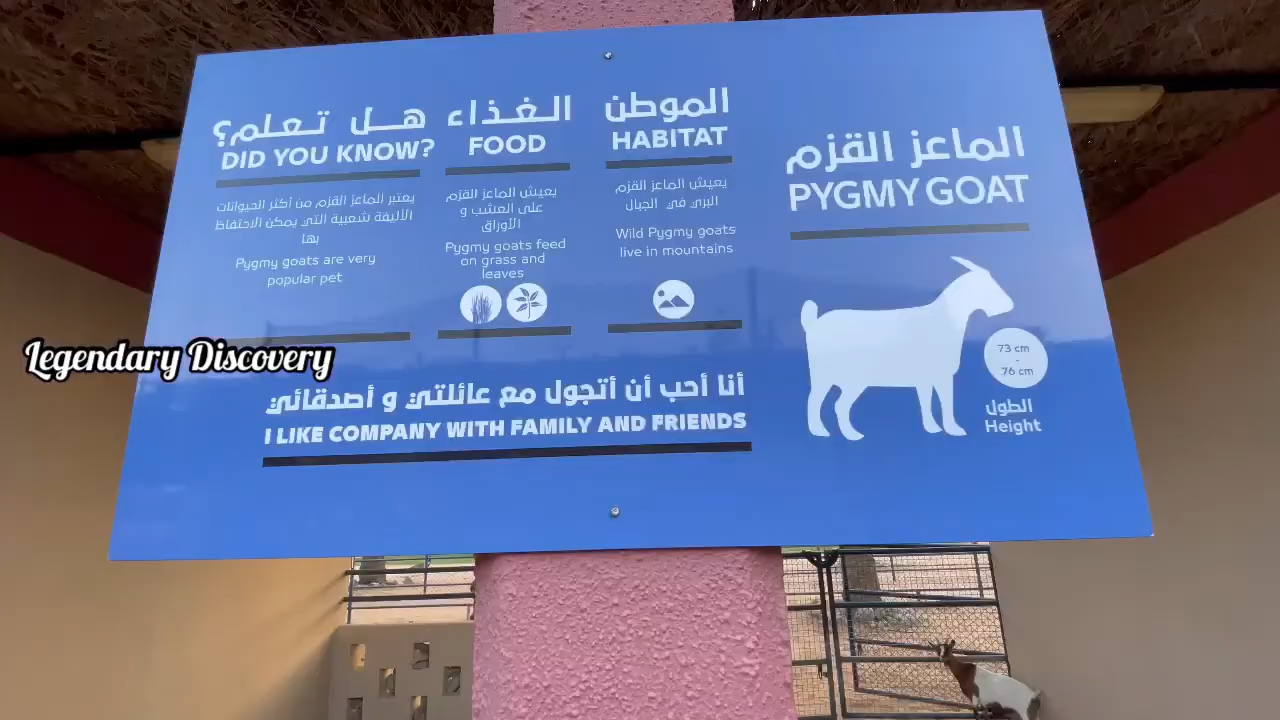 الماعز القزم
PYGMY GOAT
73 cm
-
76 cm
الطول
Height
الموطن
HABITAT
يعيش الماعز القزم
البري في الجبال
Wild Pygmy goats
live in mountains
الغذاء
FOOD
يعيش الماعز القزم
على العشب و
الأوراق
Pygmy goats feed
on grass and
leaves
هل تعلم؟
DID YOU KNOW?
يعتبر الماعز القزم من أكثر الحيوانات
الأليفة شعبية التي يمكن الاحتفاظ
بها
Pygmy goats are very
popular pet
أنا أحب أن أتجول مع عائلتي و أصدقائي
I LIKE COMPANY WITH FAMILY AND FRIENDS
Legendary Discovery